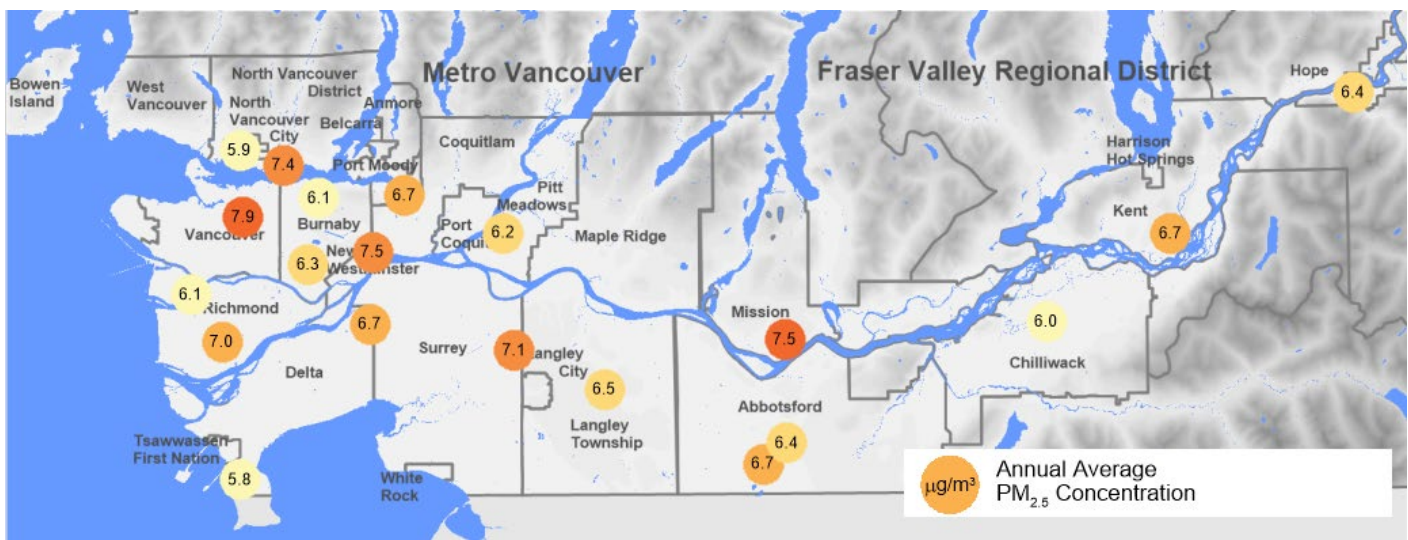 Metro Vancouver
Fraser Valley Regional District
Bowen
Island
West
Vancouver
North Vancouver
District
North
Vancouver
City
Anmore
Belcarra
Port Moody
Coquitlam
Pitt
Meadows
Port
Coquitlam
Maple Ridge
Harrison
Hot Springs
Hope
Kent
Vancouver
Burnaby
New
Westminster
Richmond
Delta
Surrey
Langley
City
Langley
Township
Mission
Abbotsford
Chilliwack
Tsawwassen
First Nation
White
Rock
5.9
7.4
6.1
6.7
7.9
6.3
7.5
6.2
6.1
7.0
6.7
7.1
6.5
5.8
7.5
6.4
6.7
6.0
6.7
6.4
µg/m³
Annual Average
PM2.5 Concentration